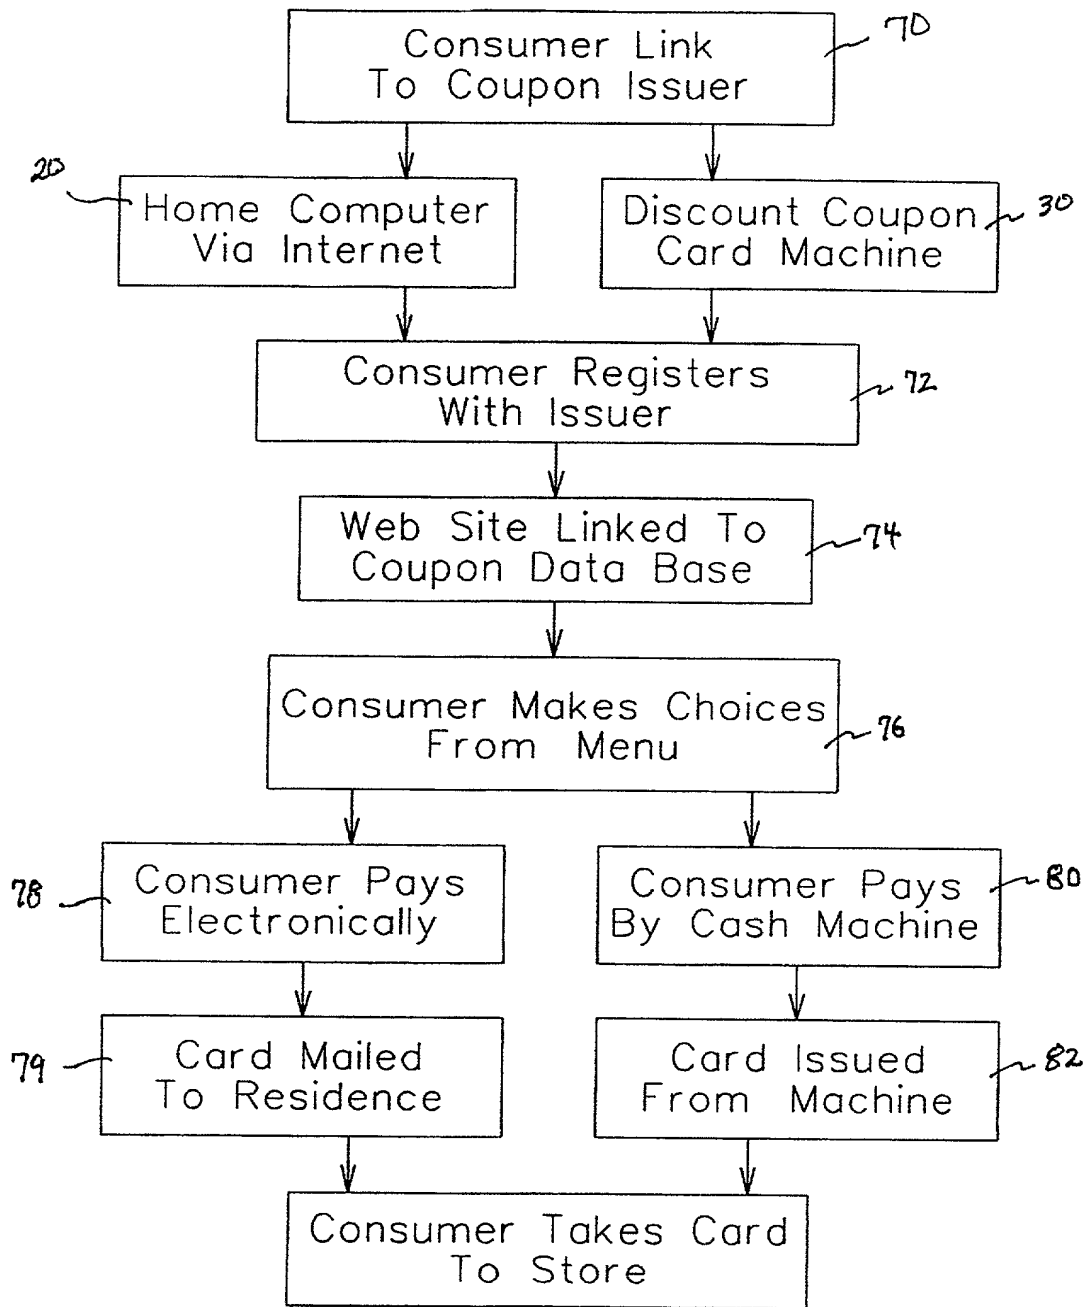 Consumer Link
To Coupon Issuer
70
20
Home Computer
Via Internet
Discount Coupon
Card Machine
30
Consumer Registers
With Issuer
72
Web Site Linked To
Coupon Data Base
74
Consumer Makes Choices
From Menu
76
78
Consumer Pays
Electronically
Consumer Pays
By Cash Machine
80
79
Card Mailed
To Residence
Card Issued
From Machine
82
Consumer Takes Card
To Store